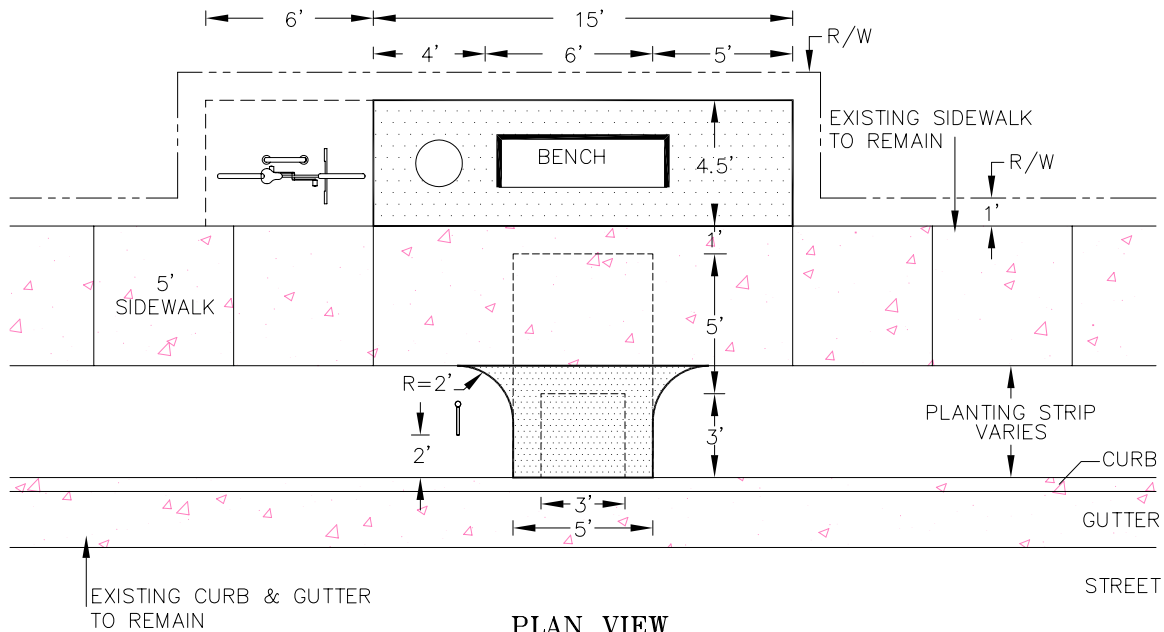 6' 15'
4' 6' 5' R/W
EXISTING SIDEWALK
TO REMAIN
BENCH 4.5' R/W
1'
1'
5'
SIDEWALK
5'
R=2'
PLANTING STRIP
VARIES
3'
2'
CURB
3'
5'
GUTTER
STREET
EXISTING CURB & GUTTER
TO REMAIN
PLAN VIEW